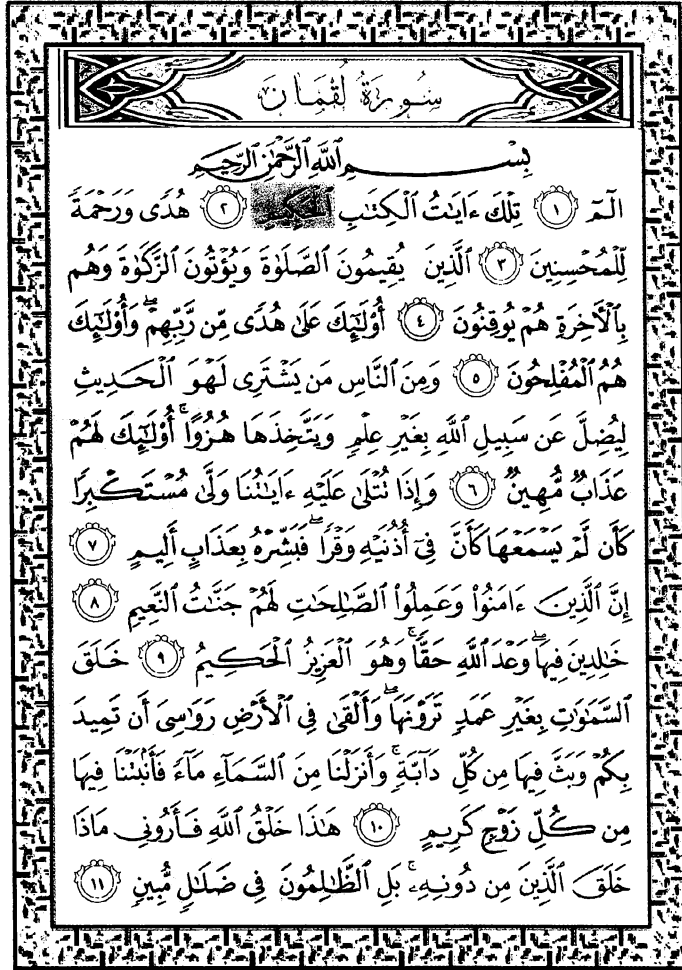 سُورَةُ لُقْمَانَ
بِسْمِ ٱللَّهِ ٱلرَّحْمَٰنِ ٱلرَّحِيمِ
الٓمٓ ١ تِلْكَ ءَايَٰتُ ٱلْكِتَٰبِ ٱلْحَكِيمِ ٢ هُدًى وَرَحْمَةً
لِّلْمُحْسِنِينَ ٣ ٱلَّذِينَ يُقِيمُونَ ٱلصَّلَوٰةَ وَيُؤْتُونَ ٱلزَّكَوٰةَ وَهُم
بِٱلْءَاخِرَةِ هُمْ يُوقِنُونَ ٤ أُو۟لَٰٓئِكَ عَلَىٰ هُدًى مِّن رَّبِّهِمْ ۖ وَأُو۟لَٰٓئِكَ
هُمُ ٱلْمُفْلِحُونَ ٥ وَمِنَ ٱلنَّاسِ مَن يَشْتَرِى لَهْوَ ٱلْحَدِيثِ
لِيُضِلَّ عَن سَبِيلِ ٱللَّهِ بِغَيْرِ عِلْمٍ وَيَتَّخِذَهَا هُزُوًا ۚ أُو۟لَٰٓئِكَ لَهُمْ
عَذَابٌ مُّهِينٌ ٦ وَإِذَا تُتْلَىٰ عَلَيْهِ ءَايَٰتُنَا وَلَّىٰ مُسْتَكْبِرًا
كَأَن لَّمْ يَسْمَعْهَا كَأَنَّ فِىٓ أُذُنَيْهِ وَقْرًا ۖ فَبَشِّرْهُ بِعَذَابٍ أَلِيمٍ ٧
إِنَّ ٱلَّذِينَ ءَامَنُوا۟ وَعَمِلُوا۟ ٱلصَّٰلِحَٰتِ لَهُمْ جَنَّٰتُ ٱلنَّعِيمِ ٨
خَٰلِدِينَ فِيهَا ۖ وَعْدَ ٱللَّهِ حَقًّا ۚ وَهُوَ ٱلْعَزِيزُ ٱلْحَكِيمُ ٩ خَلَقَ
ٱلسَّمَٰوَٰتِ بِغَيْرِ عَمَدٍ تَرَوْنَهَا ۖ وَأَلْقَىٰ فِى ٱلْأَرْضِ رَوَٰسِىَ أَن تَمِيدَ
بِكُمْ وَبَثَّ فِيهَا مِن كُلِّ دَآبَّةٍ ۚ وَأَنزَلْنَا مِنَ ٱلسَّمَآءِ مَآءً فَأَنۢبَتْنَا فِيهَا
مِن كُلِّ زَوْجٍ كَرِيمٍ ١٠ هَٰذَا خَلْقُ ٱللَّهِ فَأَرُونِى مَاذَا
خَلَقَ ٱلَّذِينَ مِن دُونِهِۦ ۚ بَلِ ٱلظَّٰلِمُونَ فِى ضَلَٰلٍ مُّبِينٍ ١١